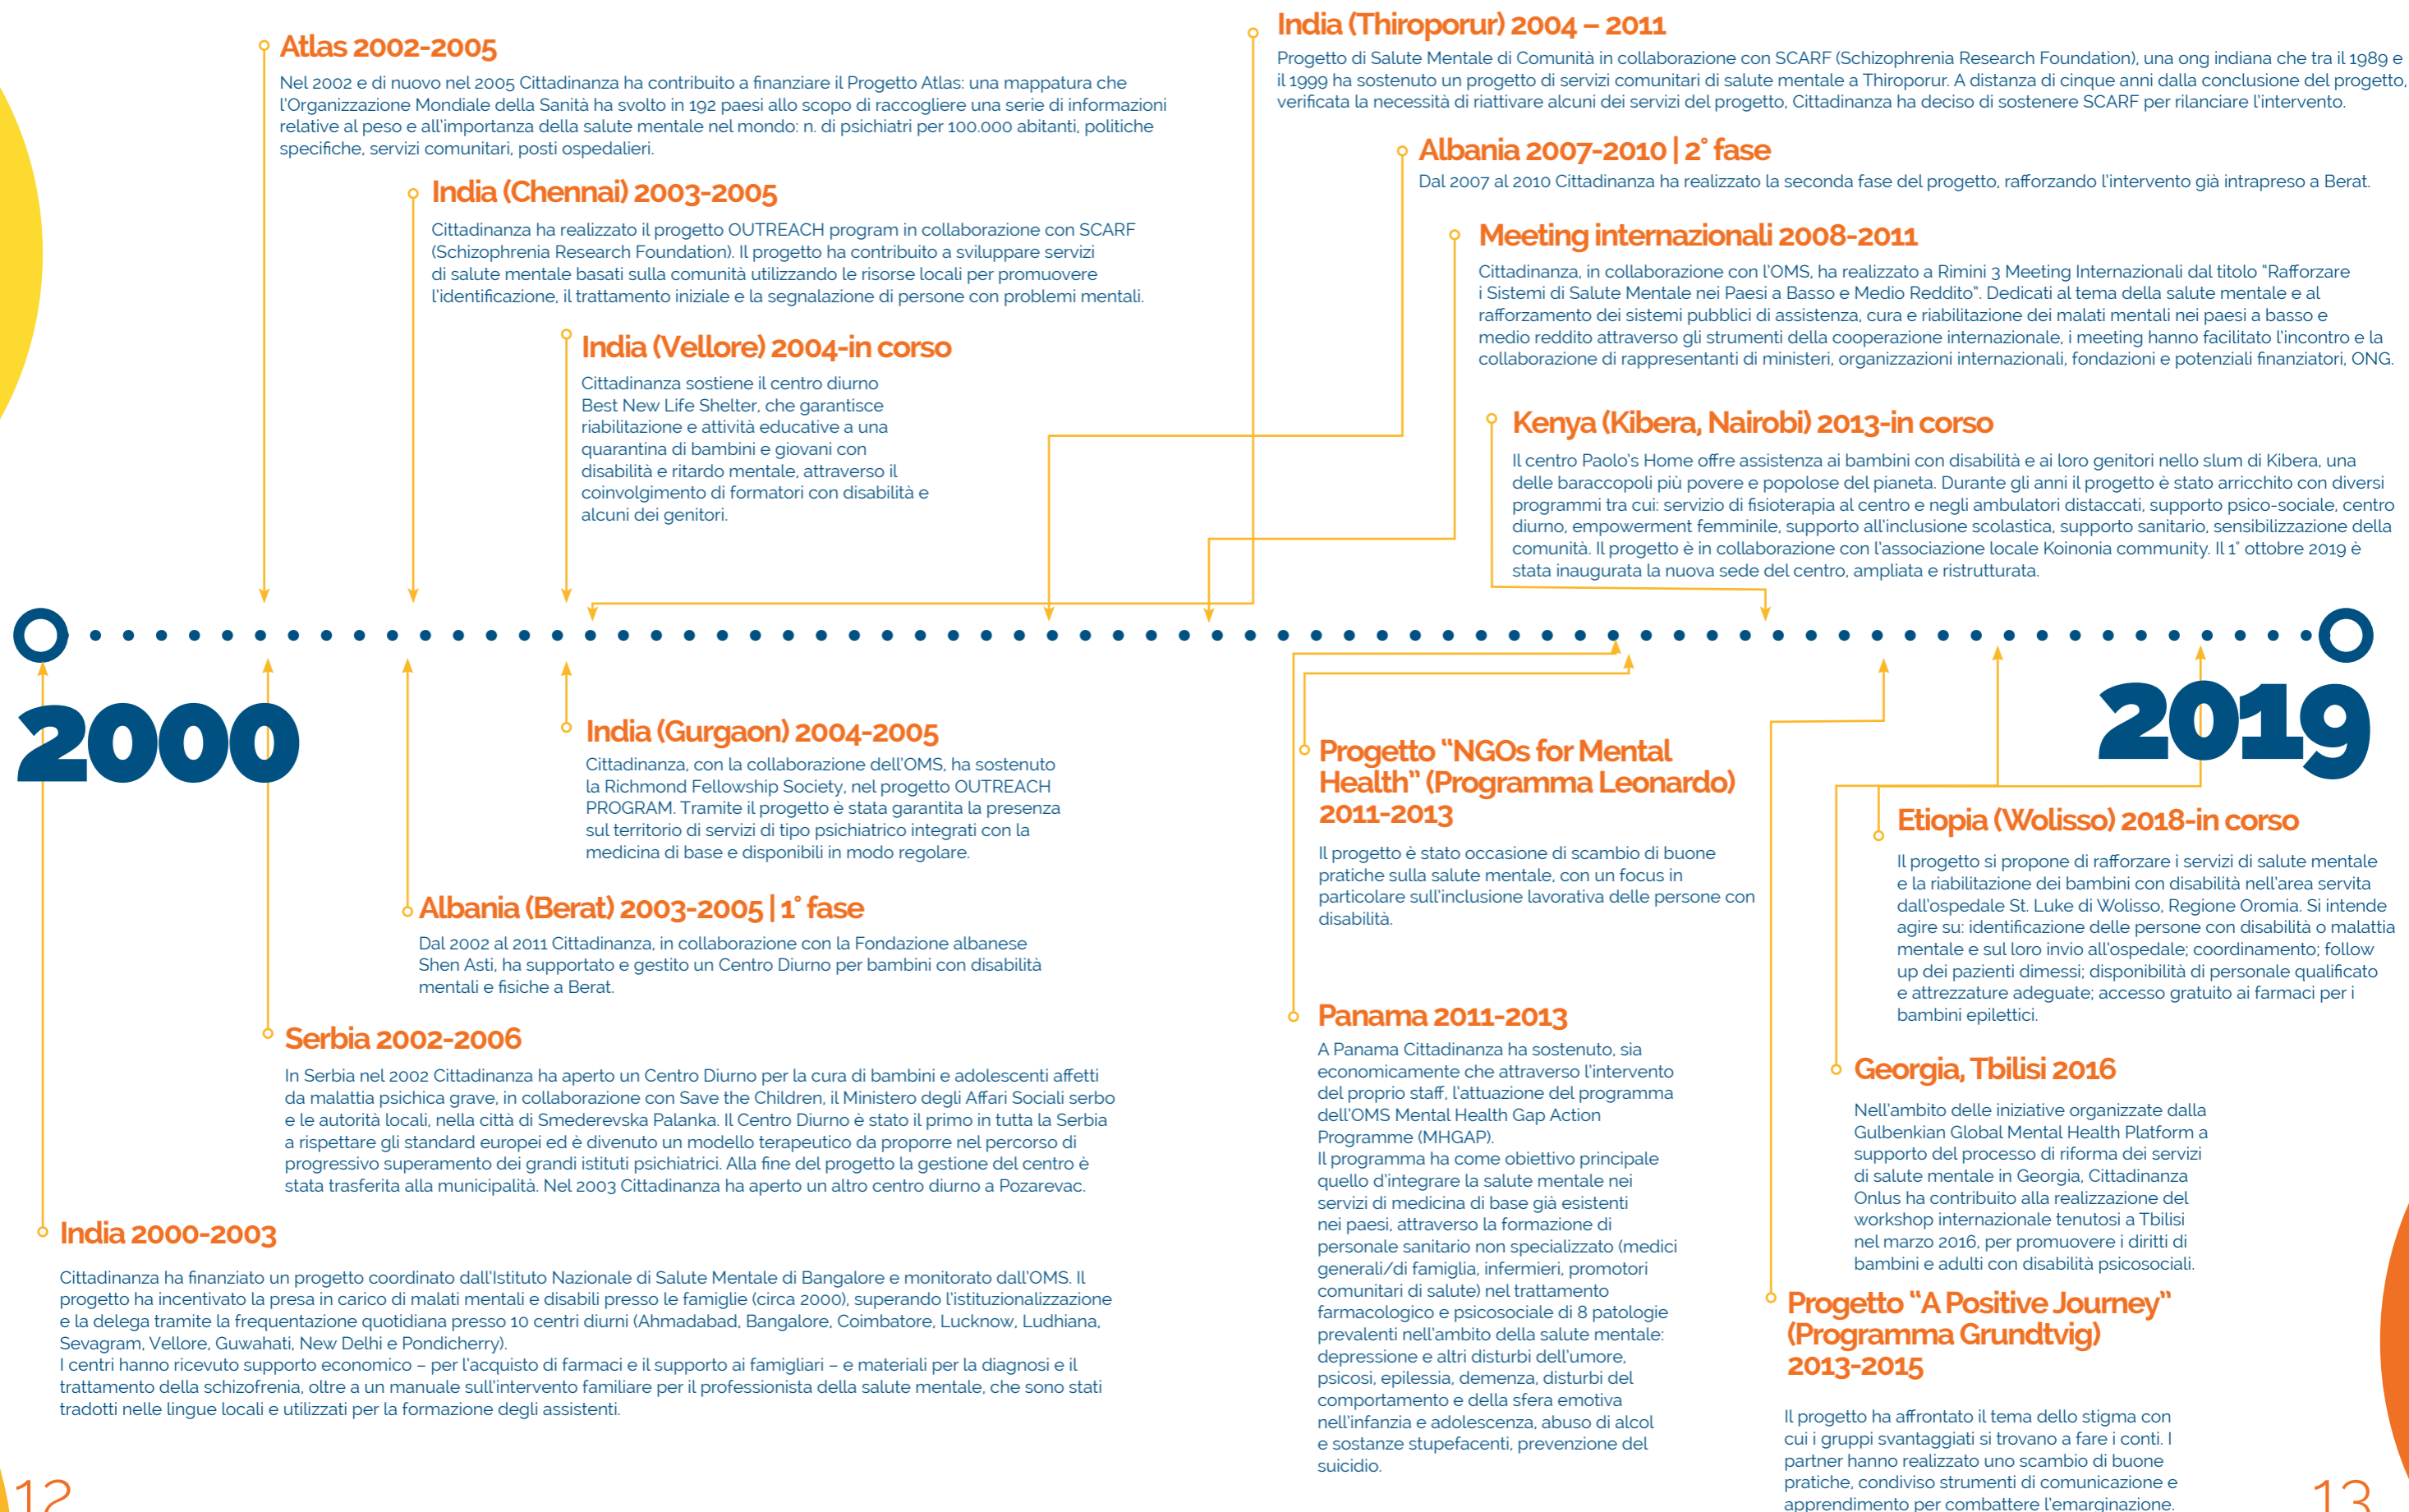 Atlas 2002-2005
Nel 2002 e di nuovo nel 2005 Cittadinanza ha contribuito a finanziare il Progetto Atlas: una mappatura che
l'Organizzazione Mondiale della Sanità ha svolto in 192 paesi allo scopo di raccogliere una serie di informazioni
relative al peso e all'importanza della salute mentale nel mondo: n. di psichiatri per 100.000 abitanti, politiche
specifiche, servizi comunitari, posti ospedalieri.
India (Chennai) 2003-2005
Cittadinanza ha realizzato il progetto OUTREACH program in collaborazione con SCARF
(Schizophrenia Research Foundation). Il progetto ha contribuito a sviluppare servizi
di salute mentale basati sulla comunità utilizzando le risorse locali per promuovere
l'identificazione, il trattamento iniziale e la segnalazione di persone con problemi mentali.
India (Vellore) 2004-in corso
Cittadinanza sostiene il centro diurno
Best New Life Shelter, che garantisce
riabilitazione e attività educative a una
quarantina di bambini e giovani con
disabilità e ritardo mentale, attraverso il
coinvolgimento di formatori con disabilità e
alcuni dei genitori.
India (Thiroporur) 2004 – 2011
Progetto di Salute Mentale di Comunità in collaborazione con SCARF (Schizophrenia Research Foundation), una ong indiana che tra il 1989 e
il 1999 ha sostenuto un progetto di servizi comunitari di salute mentale a Thiroporur. A distanza di cinque anni dalla conclusione del progetto,
verificata la necessità di riattivare alcuni dei servizi del progetto, Cittadinanza ha deciso di sostenere SCARF per rilanciare l'intervento.
Albania 2007-2010 | 2° fase
Dal 2007 al 2010 Cittadinanza ha realizzato la seconda fase del progetto, rafforzando l'intervento già intrapreso a Berat.
Meeting internazionali 2008-2011
Cittadinanza, in collaborazione con l'OMS, ha realizzato a Rimini 3 Meeting Internazionali dal titolo "Rafforzare
i Sistemi di Salute Mentale nei Paesi a Basso e Medio Reddito". Dedicati al tema della salute mentale e al
rafforzamento dei sistemi pubblici di assistenza, cura e riabilitazione dei malati mentali nei paesi a basso e
medio reddito attraverso gli strumenti della cooperazione internazionale, i meeting hanno facilitato l'incontro e la
collaborazione di rappresentanti di ministeri, organizzazioni internazionali, fondazioni e potenziali finanziatori, ONG.
Kenya (Kibera, Nairobi) 2013-in corso
Il centro Paolo's Home offre assistenza ai bambini con disabilità e ai loro genitori nello slum di Kibera, una
delle baraccopoli più povere e popolose del pianeta. Durante gli anni il progetto è stato arricchito con diversi
programmi tra cui: servizio di fisioterapia al centro e negli ambulatori distaccati, supporto psico-sociale, centro
diurno, empowerment femminile, supporto all'inclusione scolastica, supporto sanitario, sensibilizzazione della
comunità. Il progetto è in collaborazione con l'associazione locale Koinonia community. Il 1° ottobre 2019 è
stata inaugurata la nuova sede del centro, ampliata e ristrutturata.
2000
2019
India (Gurgaon) 2004-2005
Cittadinanza, con la collaborazione dell'OMS, ha sostenuto
la Richmond Fellowship Society, nel progetto OUTREACH
PROGRAM. Tramite il progetto è stata garantita la presenza
sul territorio di servizi di tipo psichiatrico integrati con la
medicina di base e disponibili in modo regolare.
Albania (Berat) 2003-2005 | 1° fase
Dal 2002 al 2011 Cittadinanza, in collaborazione con la Fondazione albanese
Shen Asti, ha supportato e gestito un Centro Diurno per bambini con disabilità
mentali e fisiche a Berat.
Serbia 2002-2006
In Serbia nel 2002 Cittadinanza ha aperto un Centro Diurno per la cura di bambini e adolescenti affetti
da malattia psichica grave, in collaborazione con Save the Children, il Ministero degli Affari Sociali serbo
e le autorità locali, nella città di Smederevska Palanka. Il Centro Diurno è stato il primo in tutta la Serbia
a rispettare gli standard europei ed è divenuto un modello terapeutico da proporre nel percorso di
progressivo superamento dei grandi istituti psichiatrici. Alla fine del progetto la gestione del centro è
stata trasferita alla municipalità. Nel 2003 Cittadinanza ha aperto un altro centro diurno a Pozarevac.
India 2000-2003
Cittadinanza ha finanziato un progetto coordinato dall'Istituto Nazionale di Salute Mentale di Bangalore e monitorato dall'OMS. Il
progetto ha incentivato la presa in carico di malati mentali e disabili presso le famiglie (circa 2000), superando l'istituzionalizzazione
e la delega tramite la frequentazione quotidiana presso 10 centri diurni (Ahmadabad, Bangalore, Coimbatore, Lucknow, Ludhiana,
Sevagram, Vellore, Guwahati, New Delhi e Pondicherry).
I centri hanno ricevuto supporto economico – per l'acquisto di farmaci e il supporto ai famigliari – e materiali per la diagnosi e il
trattamento della schizofrenia, oltre a un manuale sull'intervento familiare per il professionista della salute mentale, che sono stati
tradotti nelle lingue locali e utilizzati per la formazione degli assistenti.
Progetto "NGOs for Mental
Health" (Programma Leonardo)
2011-2013
Il progetto è stato occasione di scambio di buone
pratiche sulla salute mentale, con un focus in
particolare sull'inclusione lavorativa delle persone con
disabilità.
Panama 2011-2013
A Panama Cittadinanza ha sostenuto, sia
economicamente che attraverso l'intervento
del proprio staff, l'attuazione del programma
dell'OMS Mental Health Gap Action
Programme (MHGAP).
Il programma ha come obiettivo principale
quello d'integrare la salute mentale nei
servizi di medicina di base già esistenti
nei paesi, attraverso la formazione di
personale sanitario non specializzato (medici
generali/di famiglia, infermieri, promotori
comunitari di salute) nel trattamento
farmacologico e psicosociale di 8 patologie
prevalenti nell'ambito della salute mentale:
depressione e altri disturbi dell'umore,
psicosi, epilessia, demenza, disturbi del
comportamento e della sfera emotiva
nell'infanzia e adolescenza, abuso di alcol
e sostanze stupefacenti, prevenzione del
suicidio.
Etiopia (Wolisso) 2018-in corso
Il progetto si propone di rafforzare i servizi di salute mentale
e la riabilitazione dei bambini con disabilità nell'area servita
dall'ospedale St. Luke di Wolisso, Regione Oromia. Si intende
agire su: identificazione delle persone con disabilità o malattia
mentale e sul loro invio all'ospedale; coordinamento; follow
up dei pazienti dimessi; disponibilità di personale qualificato
e attrezzature adeguate; accesso gratuito ai farmaci per i
bambini epilettici.
Georgia, Tbilisi 2016
Nell'ambito delle iniziative organizzate dalla
Gulbenkian Global Mental Health Platform a
supporto del processo di riforma dei servizi
di salute mentale in Georgia, Cittadinanza
Onlus ha contribuito alla realizzazione del
workshop internazionale tenutosi a Tbilisi
nel marzo 2016, per promuovere i diritti di
bambini e adulti con disabilità psicosociali.
Progetto "A Positive Journey"
(Programma Grundtvig)
2013-2015
Il progetto ha affrontato il tema dello stigma con
cui i gruppi svantaggiati si trovano a fare i conti. I
partner hanno realizzato uno scambio di buone
pratiche, condiviso strumenti di comunicazione e
apprendimento per combattere l'emarginazione.
12
13